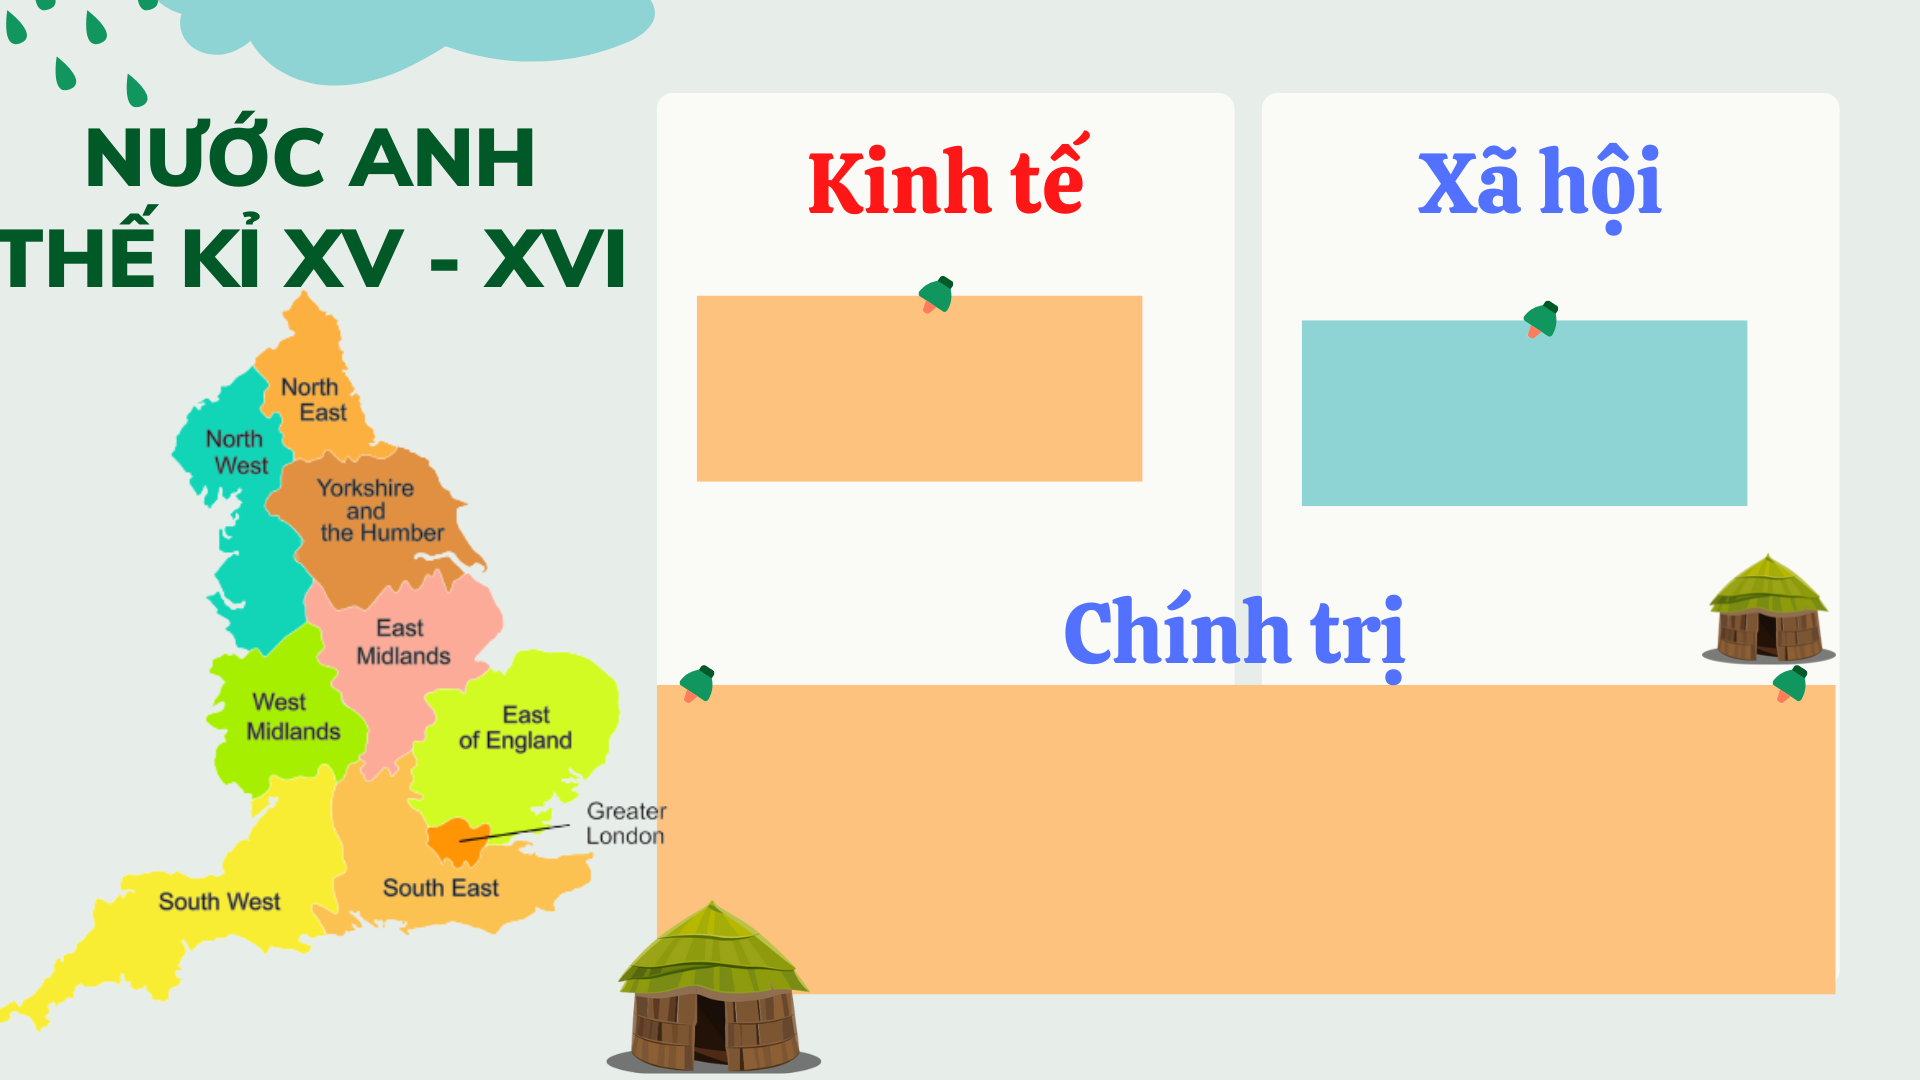 NƯỚC ANH
THẾ KỈ XV - XVI
Kinh tế
Xã hội
Chính trị
North
East
North
West
Yorkshire
and
the Humber
East
Midlands
West
Midlands
East
of England
Greater
London
South East
South West